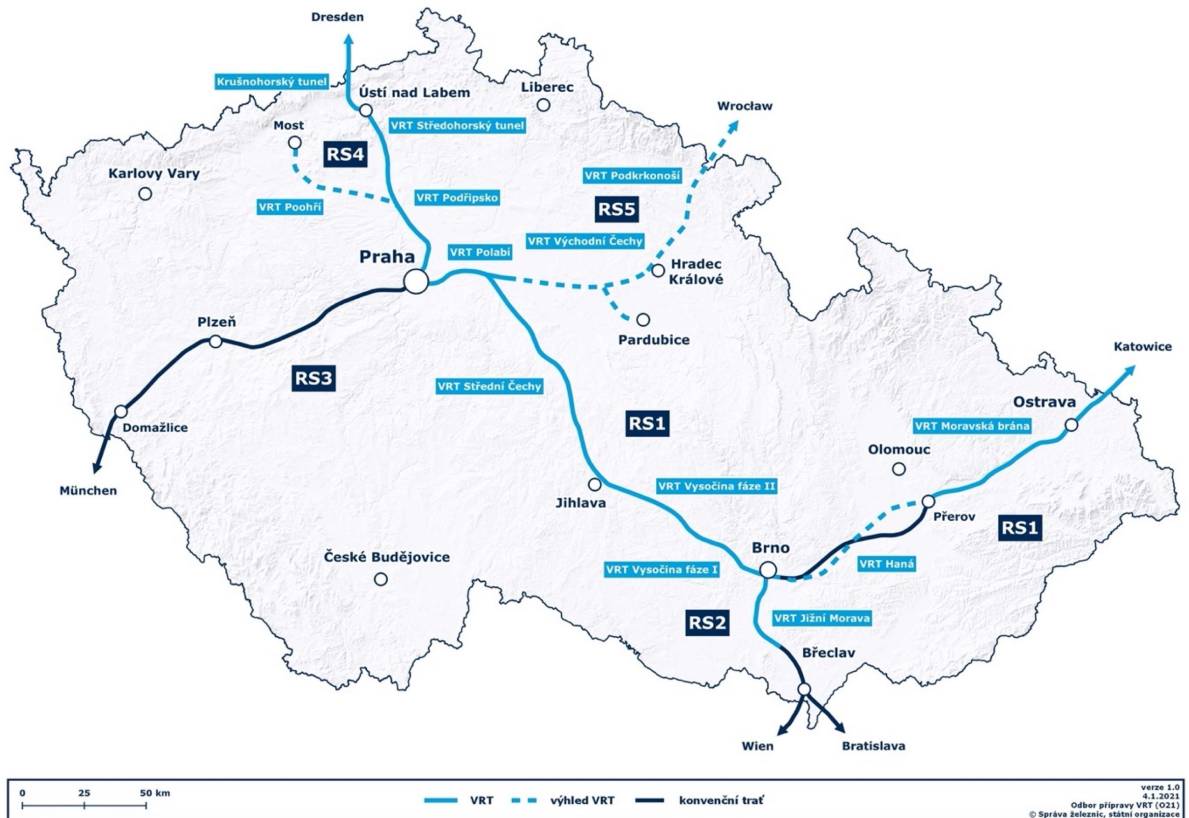 Dresden
Krušnohorský tunel
Ústí nad Labem
Liberec
Wrocław
Most
VRT Středohorský tunel
RS4
Karlovy Vary
VRT Podkrkonoší
VRT Poohří
VRT Podřipsko
RS5
VRT Východní Čechy
Praha
VRT Polabí
Hradec
Králové
Plzeň
Pardubice
Katowice
RS3
VRT Střední Čechy
Ostrava
Domažlice
RS1
VRT Moravská brána
Olomouc
München
Jihlava
VRT Vysočina fáze II
Přerov
RS1
Brno
České Budějovice
VRT Vysočina fáze I
VRT Haná
RS2
VRT Jižní Morava
Břeclav
Wien
Bratislava
0 25 50 km
VRT
výhled VRT
konvenční trať
verze 1.0
4.1.2021
Odbor přípravy VRT (O21)
© Správa železnic, státní organizace